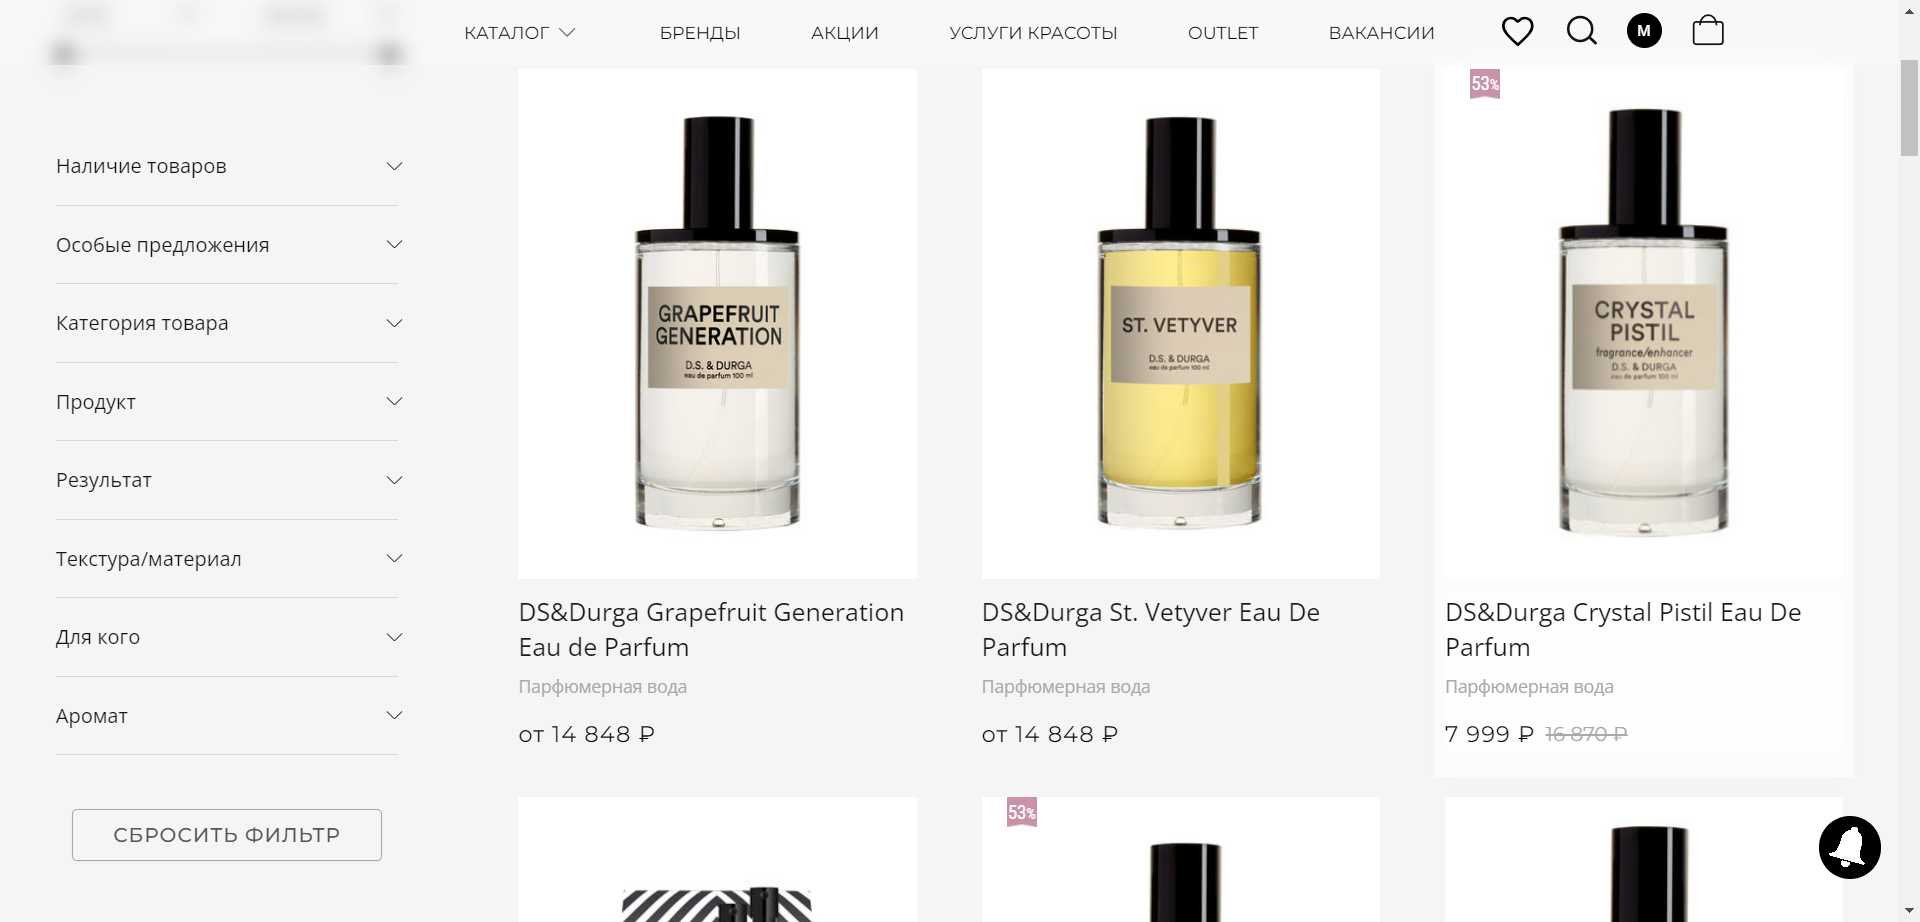 КАТАЛОГ
БРЕНДЫ
АКЦИИ
УСЛУГИ КРАСОТЫ
OUTLET
ВАКАНСИИ
M
Наличие товаров
Особые предложения
Категория товара
Продукт
Результат
Текстура/материал
Для кого
Аромат
СБРОСИТЬ ФИЛЬТР
GRAPEFRUIT
GENERATION
D.S. & DURGA
eau de parfum 100 ml
DS&Durga Grapefruit Generation
Eau de Parfum
Парфюмерная вода
от 14 848 ₽
ST. VETYVER
D.S. & DURGA
eau de parfum 100 ml
DS&Durga St. Vetyver Eau De
Parfum
Парфюмерная вода
от 14 848 ₽
53%
CRYSTAL
PISTIL
fragrance/enhancer
D.S. & DURGA
eau de parfum 100 ml
DS&Durga Crystal Pistil Eau De
Parfum
Парфюмерная вода
7 999 ₽ 16 870 ₽
53%